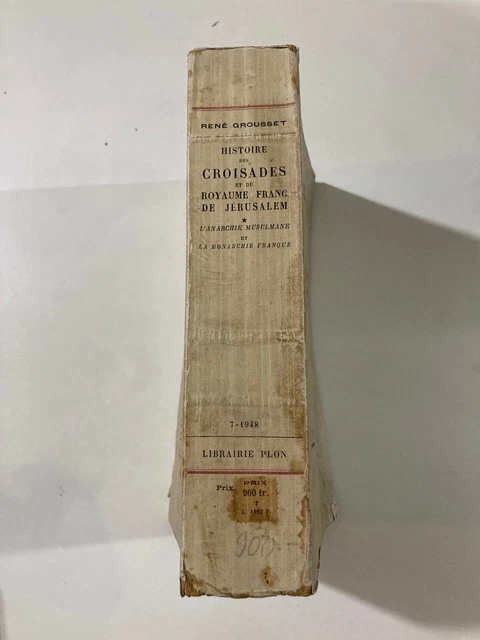 RENÉ GROUSSET
HISTOIRE
DES
CROISADES
ET DU
ROYAUME FRANC
DE JÉRUSALEM
★
L'ANARCHIE MUSULMANE
ET
LA MONARCHIE FRANQUE
7-1948
LIBRAIRIE PLON
PRIX
Prix
900 fr.
900.-